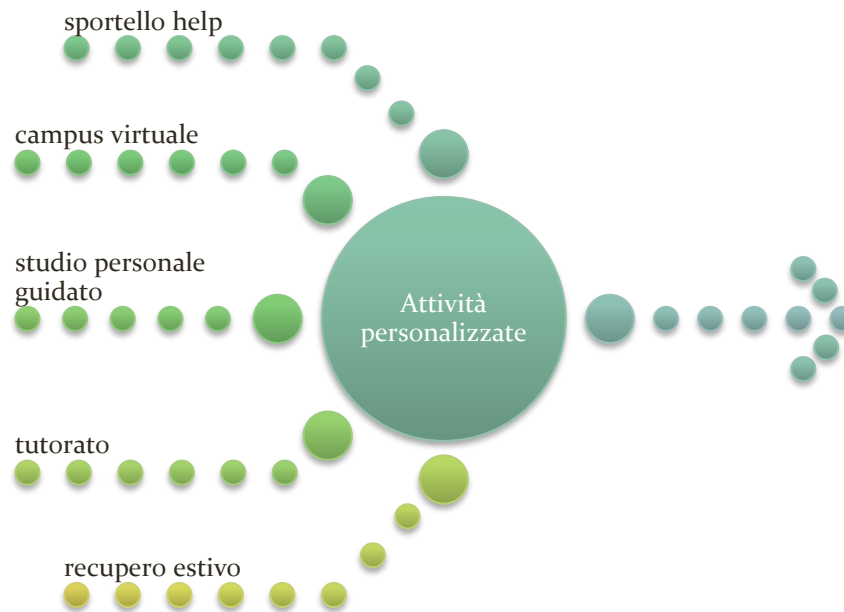 sportello help
campus virtuale
studio personale
guidato
Attività
personalizzate
tutorato
recupero estivo